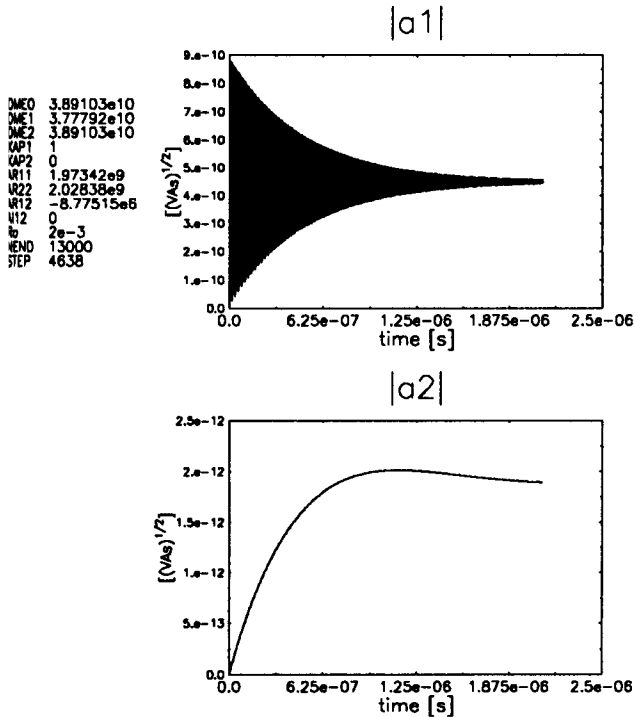 |a1|
OME0 3.89103e10
OME1 3.77792e10
OME2 3.89103e10
KAP1 1
KAP2 0
AR11 1.97342e9
AR22 2.02838e9
AR12 -8.77515e6
N12 0
2e-3
NEND 13000
STEP 4638
[(VAs)^1/2]
9.e-10
8.e-10
7.e-10
6.e-10
5.e-10
4.e-10
3.e-10
2.e-10
1.e-10
0.0
0.0 6.25e-07 1.25e-06 1.875e-06 2.5e-06
time [s]
|a2|
[(VAs)^1/2]
2.5e-12
2.e-12
1.5e-12
1.e-12
5.e-13
0.0
0.0 6.25e-07 1.25e-06 1.875e-06 2.5e-06
time [s]